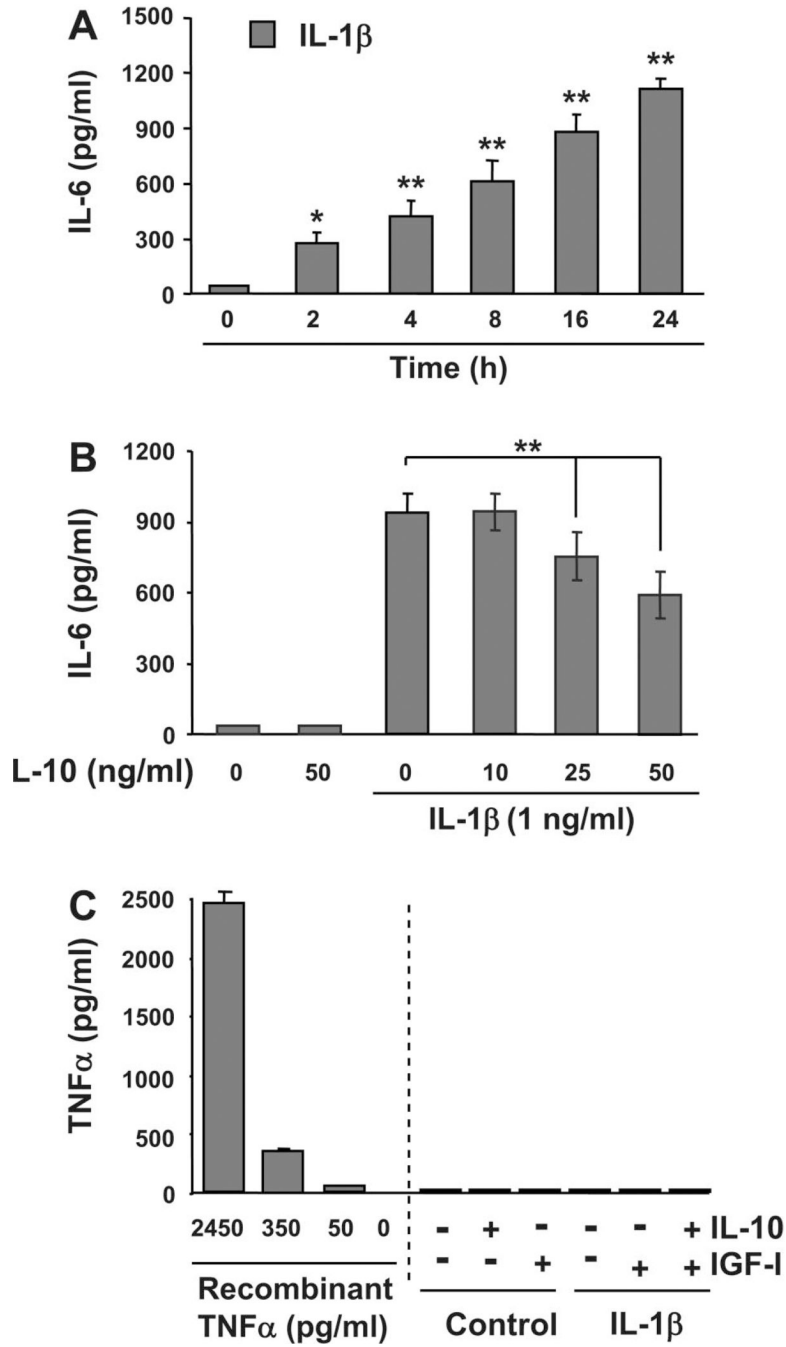 A
IL-1β
IL-6 (pg/ml)
1500
1200
900
600
300
0
*
**
**
**
**
0 2 4 8 16 24
Time (h)
B
IL-6 (pg/ml)
1200
900
600
300
0
**
L-10 (ng/ml) 0 50 0 10 25 50
IL-1β (1 ng/ml)
C
TNFα (pg/ml)
2500
2000
1500
1000
500
0
2450 350 50 0 - + - - - + IL-10
- - + - + + IGF-I
Recombinant
TNFα (pg/ml)
Control
IL-1β